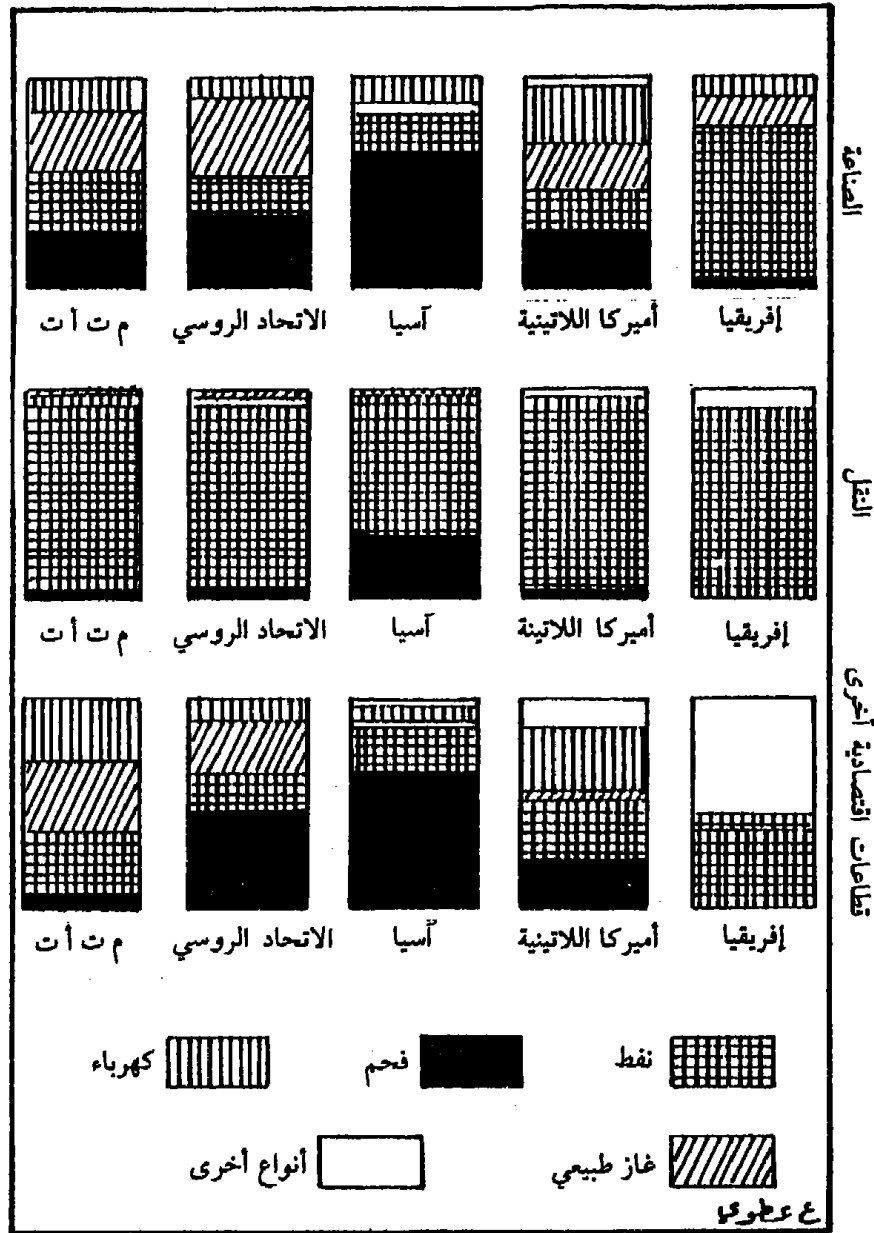 الصناعة
إفريقيا
أميركا اللاتينية
آسيا
الاتحاد الروسي
م ت أ ت
النقل
إفريقيا
أميركا اللاتينة
آسيا
الاتحاد الروسي
م ت أ ت
قطاعات اقتصادية أخرى
إفريقيا
أميركا اللاتينية
آسيا
الاتحاد الروسي
م ت أ ت
نفط
فحم
كهرباء
غاز طبيعي
أنواع أخرى
ع عطوي